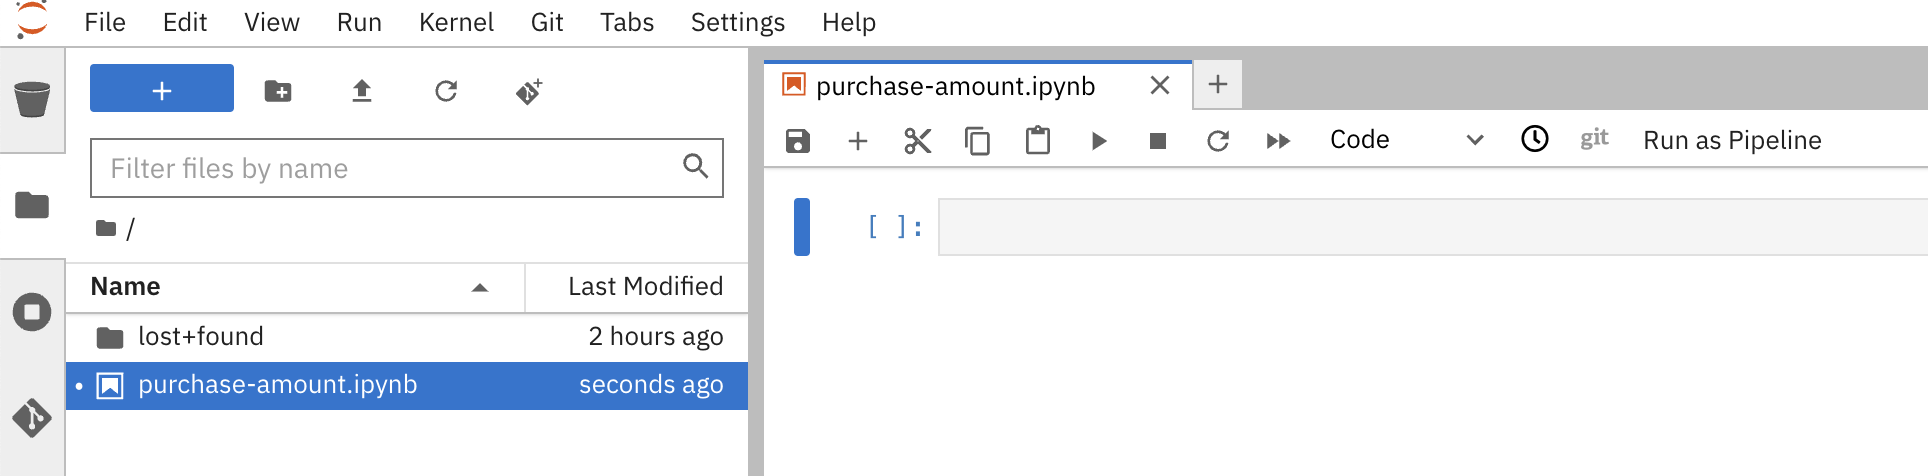 File Edit View Run Kernel Git Tabs Settings Help
purchase-amount.ipynb
Code git Run as Pipeline
Filter files by name
/
[ ]:
Name Last Modified
lost+found 2 hours ago
purchase-amount.ipynb seconds ago